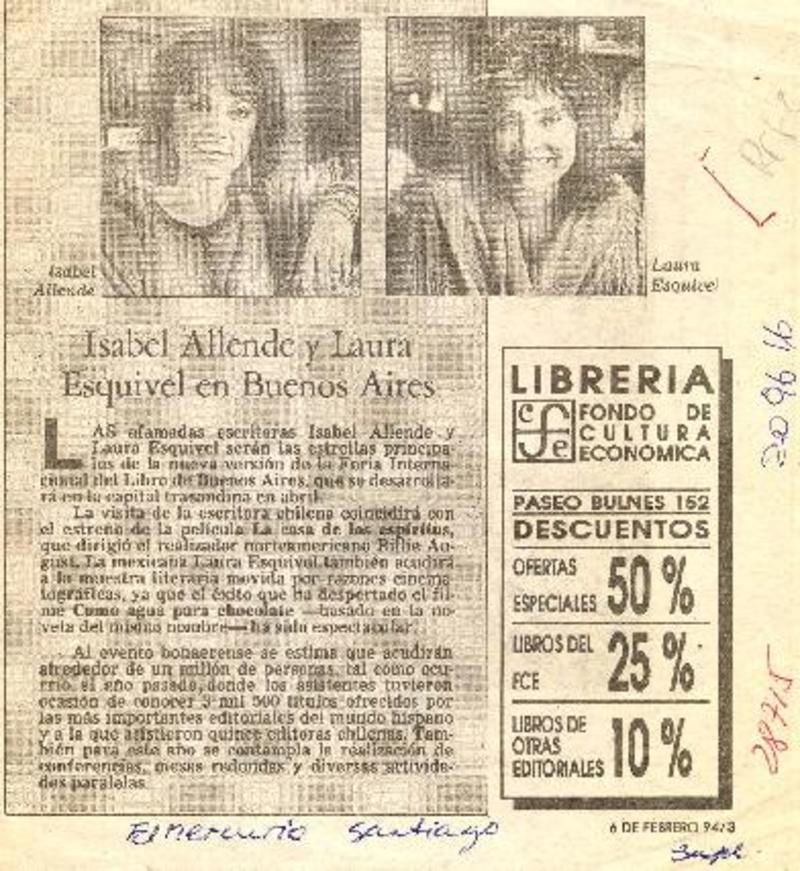 Isabel
Allende
Laura
Esquivel
Isabel Allende y Laura
Esquivel en Buenos Aires
LAS afamadas escritoras Isabel Allende y
Laura Esquivel serán las estrellas principa-
les de la nueva versión de la Feria Interna-
cional del Libro de Buenos Aires, que se desarrolla-
rá en la capital trasandina en abril.
La visita de la escritora chilena coincidirá con
el estreno de la película La casa de los espíritus,
que dirigió el realizador norteamericano Billie Au-
gust. La mexicana Laura Esquivel también acudirá
a la muestra literaria movida por razones cinema-
tográficas, ya que el éxito que ha despertado el fil-
me Como agua para chocolate —basado en la no-
vela del mismo nombre— ha sido espectacular.
Al evento bonaerense se estima que acudirán
alrededor de un millón de personas, tal como ocu-
rrió el año pasado, donde los asistentes tuvieron
ocasión de conocer 3 mil 500 títulos ofrecidos por
las más importantes editoriales del mundo hispano
y a la que asistieron quince editoras chilenas. Tam-
bién para este año se contempla la realización de
conferencias, mesas redondas y diversas activida-
des paralelas.
LIBRERIA
cfe FONDO DE
CULTURA
ECONOMICA
PASEO BULNES 152
DESCUENTOS
OFERTAS
ESPECIALES 50 %
LIBROS DEL
FCE 25 %
LIBROS DE
OTRAS
EDITORIALES 10 %
El Mercurio Santiago
6 DE FEBRERO 94/3
28715